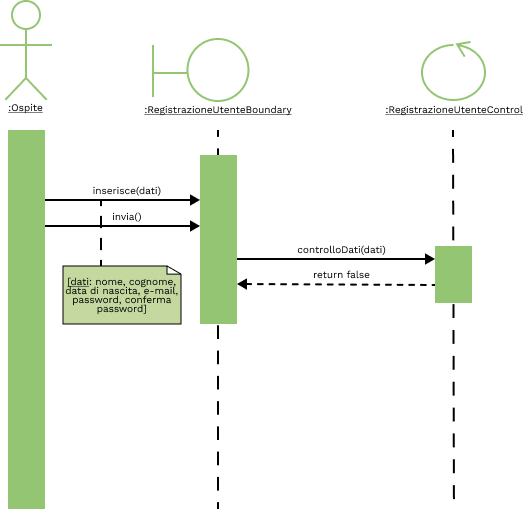 :Ospite
:RegistrazioneUtenteBoundary
:RegistrazioneUtenteControl
inserisce(dati)
invia()
controlloDati(dati)
return false
[dati: nome, cognome,
data di nascita, e-mail,
password, conferma
password]